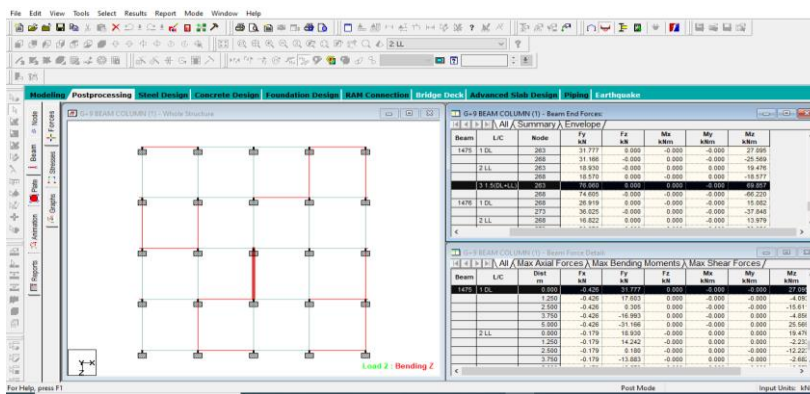 File Edit View Tools Select Results Report Mode Window Help
2: LL
Modeling Postprocessing Steel Design Concrete Design Foundation Design RAM Connection Bridge Deck Advanced Slab Design Piping Earthquake
Node
Beam
Plate
Animation
Reports
Forces
Stresses
Graphs
G+9 BEAM COLUMN (1) - Whole Structure
Load 2 : Bending Z
G+9 BEAM COLUMN (1) - Beam End Forces:
All Summary Envelope
Beam L/C Node Fy kN Fz kN Mx kNm My kNm Mz kNm
1475 1 DL 263 31.777 0.000 -0.000 -0.000 27.095
268 31.166 0.000 -0.000 -0.000 -25.569
2 LL 263 18.930 0.000 -0.000 -0.000 19.476
268 18.570 0.000 -0.000 -0.000 -18.577
3 1.5(DL+LL) 263 76.060 0.000 -0.000 -0.000 69.857
268 74.605 0.000 -0.000 -0.000 -66.220
1476 1 DL 268 26.919 0.000 -0.000 -0.000 15.082
273 36.025 0.000 -0.000 -0.000 -37.848
2 LL 268 16.822 0.000 -0.000 -0.000 13.979
G+9 BEAM COLUMN (1) - Beam Force Detail:
All Max Axial Forces Max Bending Moments Max Shear Forces
Beam L/C Dist m Fx kN Fy kN Fz kN Mx kNm My kNm Mz kNm
1475 1 DL 0.000 -0.426 31.777 0.000 -0.000 -0.000 27.095
1.250 -0.426 17.603 0.000 -0.000 -0.000
2.500 -0.426 0.305 0.000 -0.000 -0.000
3.750 -0.426 -16.993 0.000 -0.000 -0.000
5.000 -0.426 -31.166 0.000 -0.000 0.000 25.569
2 LL 0.000 -0.179 18.930 0.000 -0.000 -0.000 19.476
1.250 -0.179 14.242 0.000 -0.000 -0.000
2.500 -0.179 0.180 0.000 -0.000 -0.000
3.750 -0.179 -13.883 0.000 -0.000 -0.000
For Help, press F1
Post Mode
Input Units: kN